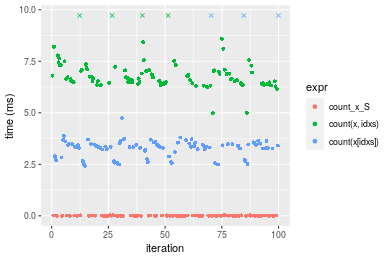 10.0
7.5
5.0
2.5
0.0
time (ms)
0
25
50
75
100
iteration
expr
count_x_S
count(x, idxs)
count(x[idxs])